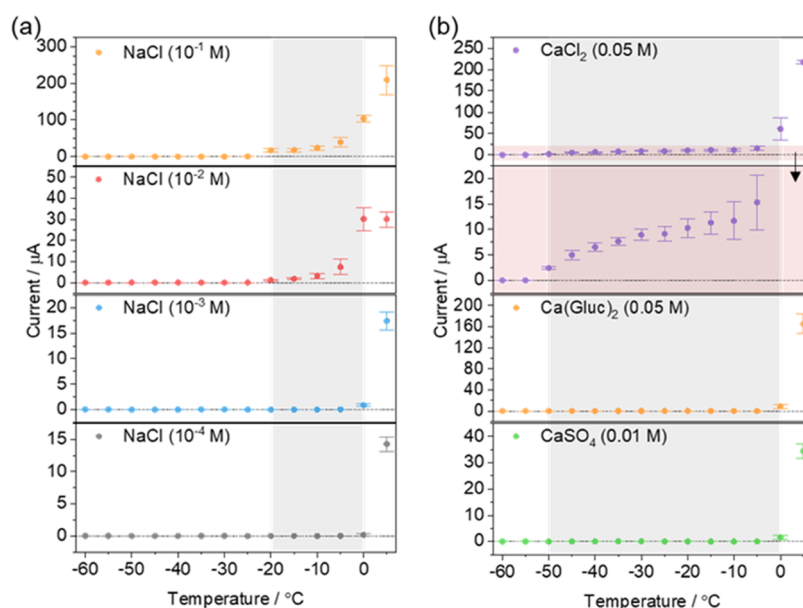 (a)
NaCl (10⁻¹ M)
300
200
100
0
NaCl (10⁻² M)
50
40
30
20
10
0
NaCl (10⁻³ M)
20
15
10
5
0
NaCl (10⁻⁴ M)
15
10
5
0
Current / µA
-60 -50 -40 -30 -20 -10 0
Temperature / °C
(b)
CaCl₂ (0.05 M)
250
200
150
100
50
0
20
15
10
5
0
Ca(Gluc)₂ (0.05 M)
200
160
120
80
40
0
CaSO₄ (0.01 M)
40
30
20
10
0
Current / µA
-60 -50 -40 -30 -20 -10 0
Temperature / °C